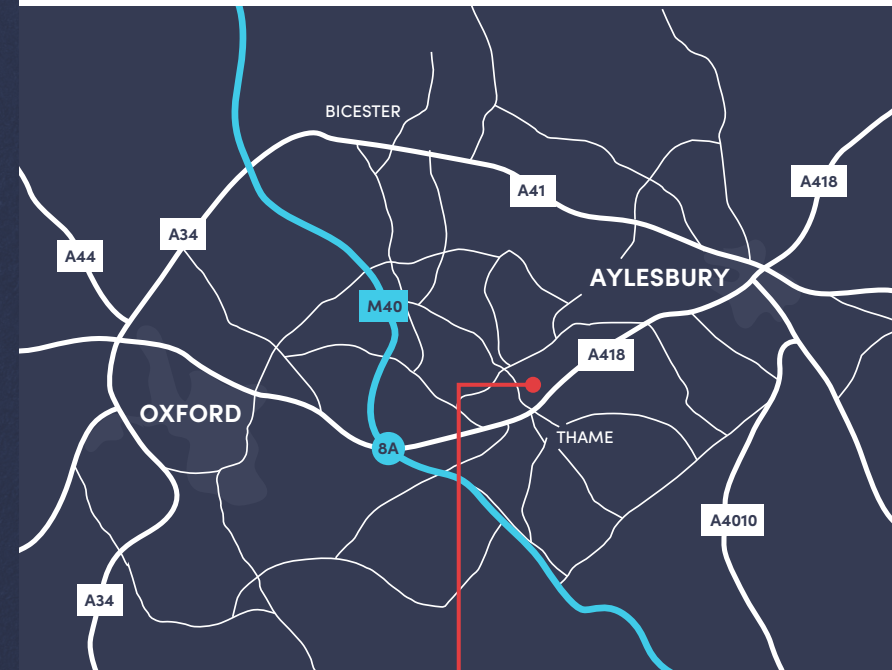 BICESTER
A418
A41
A34
A44
AYLESBURY
M40
A418
OXFORD
THAME
8A
A4010
A34